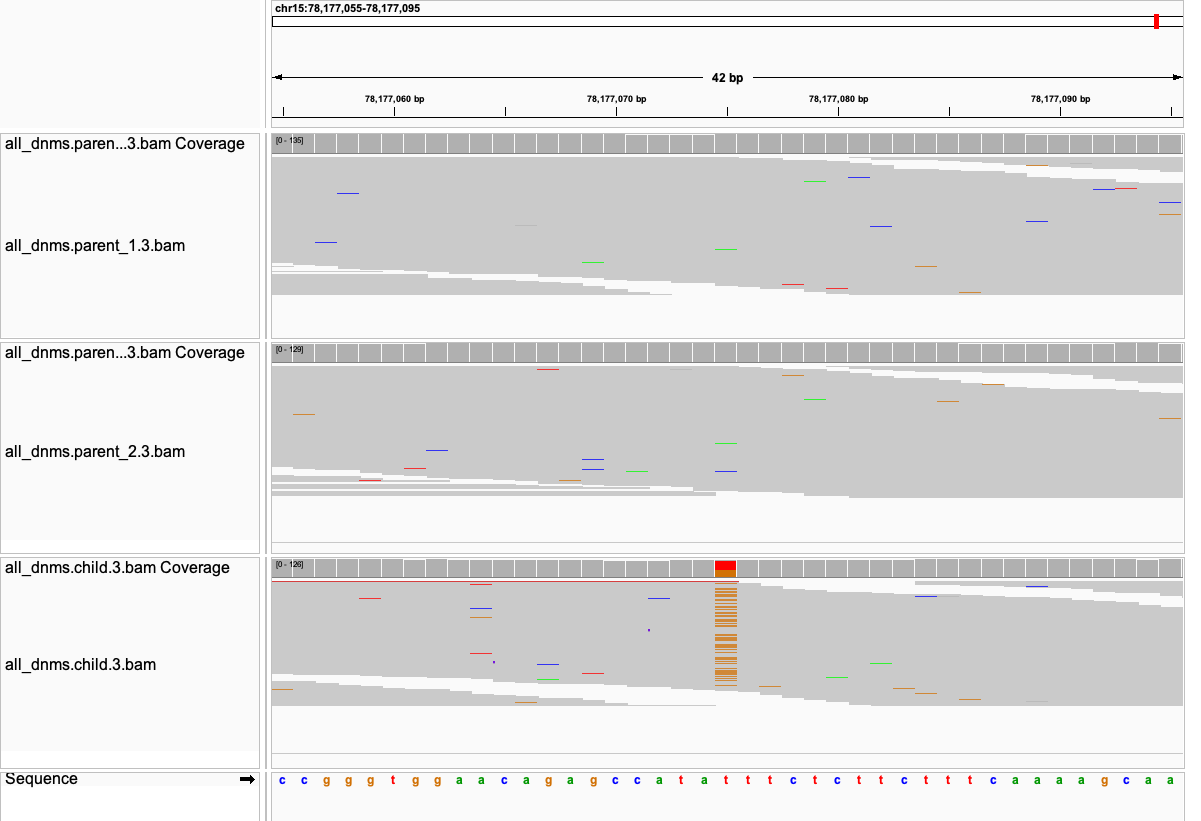 chr15:78,177,055-78,177,095
42 bp
78,177,060 bp 78,177,070 bp 78,177,080 bp 78,177,090 bp
all_dnms.paren...3.bam Coverage [0 - 135]
all_dnms.parent_1.3.bam
all_dnms.paren...3.bam Coverage [0 - 129]
all_dnms.parent_2.3.bam
all_dnms.child.3.bam Coverage [0 - 126]
all_dnms.child.3.bam
Sequence c c g g g t g g a a c a g a g c c a t a t t t c t c t t c t t t c a a a a g c a a